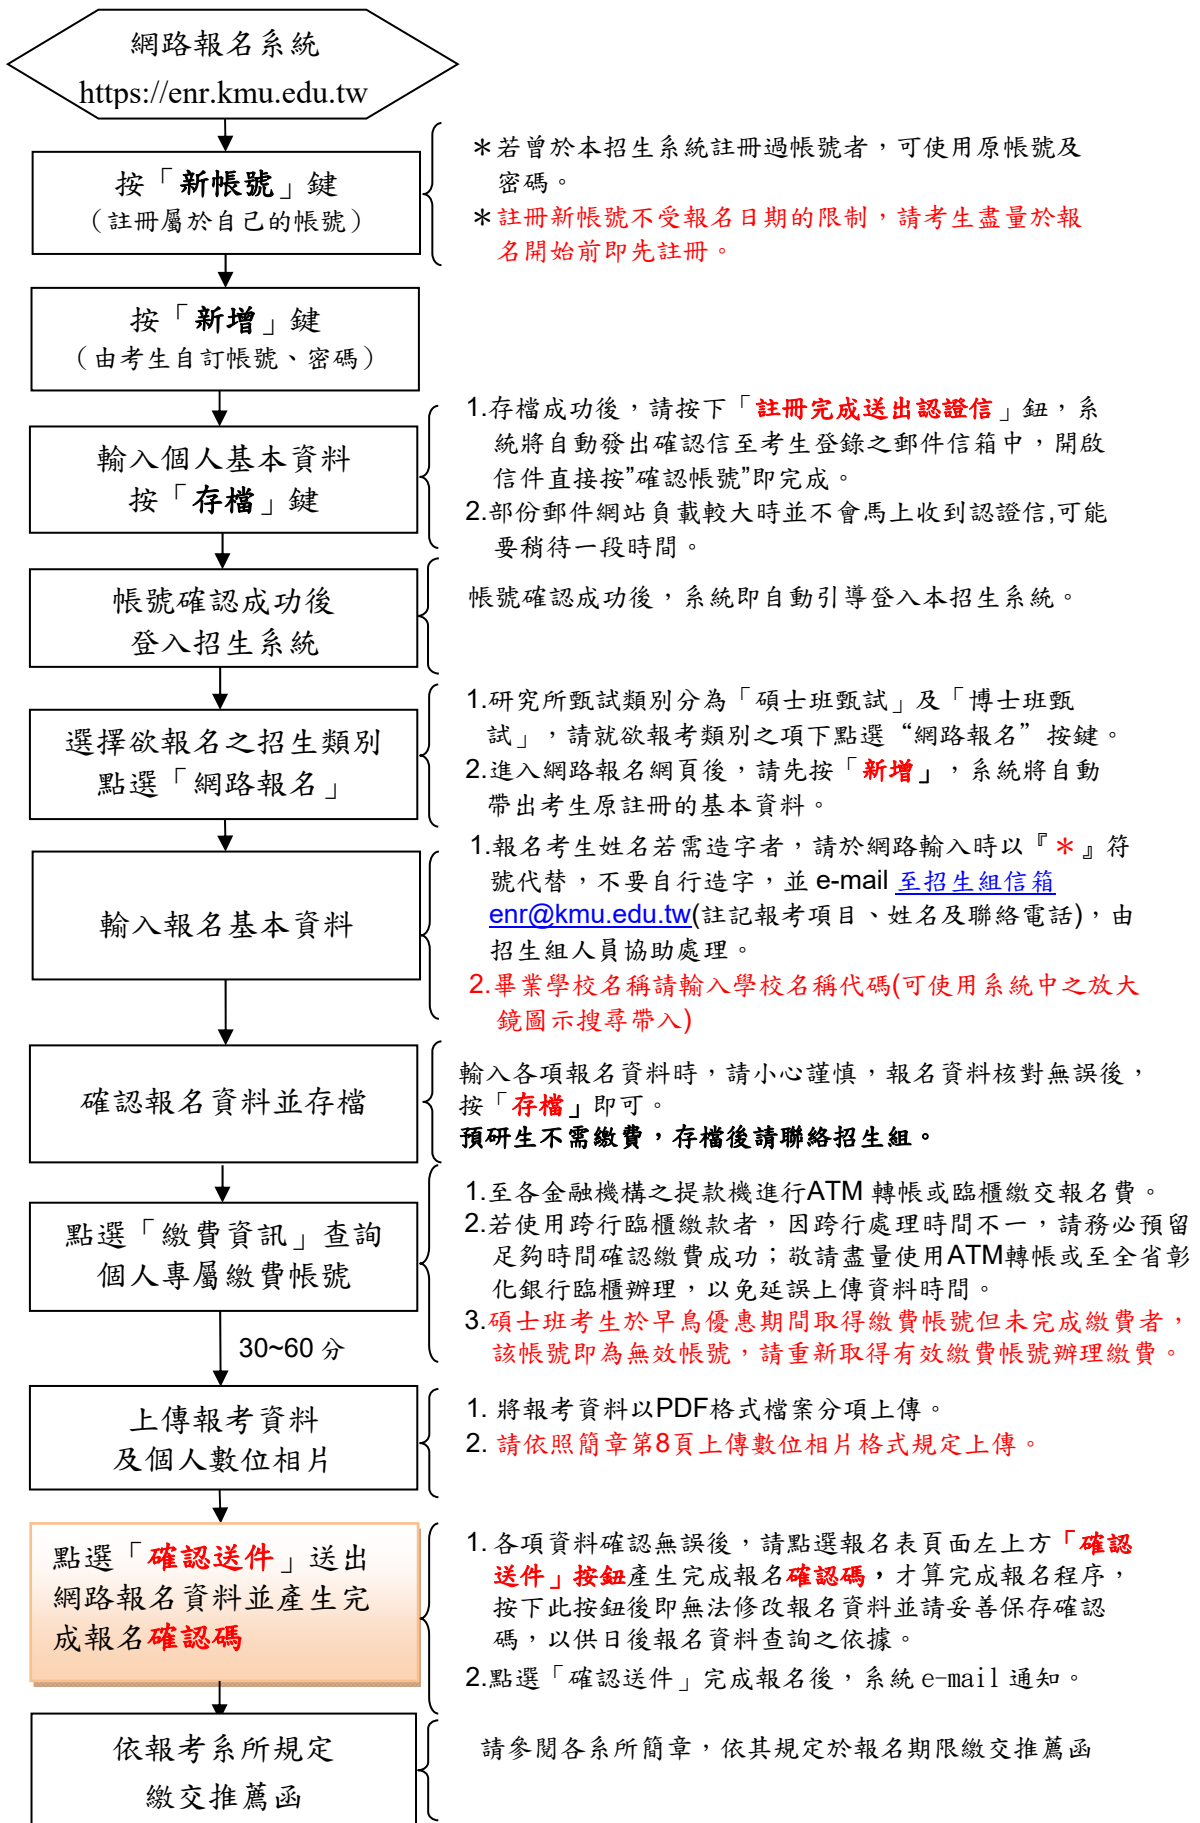 網路報名系統
https://enr.kmu.edu.tw
按「新帳號」鍵
（註冊屬於自己的帳號）
＊若曾於本招生系統註冊過帳號者，可使用原帳號及
密碼。
＊註冊新帳號不受報名日期的限制，請考生盡量於報
名開始前即先註冊。
按「新增」鍵
（由考生自訂帳號、密碼）
輸入個人基本資料
按「存檔」鍵
1.存檔成功後，請按下「註冊完成送出認證信」鈕，系
統將自動發出確認信至考生登錄之郵件信箱中，開啟
信件直接按”確認帳號”即完成。
2.部份郵件網站負載較大時並不會馬上收到認證信,可能
要稍待一段時間。
帳號確認成功後
登入招生系統
帳號確認成功後，系統即自動引導登入本招生系統。
選擇欲報名之招生類別
點選「網路報名」
1.研究所甄試類別分為「碩士班甄試」及「博士班甄
試」，請就欲報考類別之項下點選“網路報名”按鍵。
2.進入網路報名網頁後，請先按「新增」，系統將自動
帶出考生原註冊的基本資料。
輸入報名基本資料
1.報名考生姓名若需造字者，請於網路輸入時以『＊』符
號代替，不要自行造字，並 e-mail 至招生組信箱
enr@kmu.edu.tw(註記報考項目、姓名及聯絡電話)，由
招生組人員協助處理。
2.畢業學校名稱請輸入學校名稱代碼(可使用系統中之放大
鏡圖示搜尋帶入)
確認報名資料並存檔
輸入各項報名資料時，請小心謹慎，報名資料核對無誤後，
按「存檔」即可。
預研生不需繳費，存檔後請聯絡招生組。
點選「繳費資訊」查詢
個人專屬繳費帳號
1.至各金融機構之提款機進行ATM 轉帳或臨櫃繳交報名費。
2.若使用跨行臨櫃繳款者，因跨行處理時間不一，請務必預留
足夠時間確認繳費成功；敬請盡量使用ATM轉帳或至全省彰
化銀行臨櫃辦理，以免延誤上傳資料時間。
3.碩士班考生於早鳥優惠期間取得繳費帳號但未完成繳費者，
該帳號即為無效帳號，請重新取得有效繳費帳號辦理繳費。
30~60 分
上傳報考資料
及個人數位相片
1. 將報考資料以PDF格式檔案分項上傳。
2. 請依照簡章第8頁上傳數位相片格式規定上傳。
點選「確認送件」送出
網路報名資料並產生完
成報名確認碼
1. 各項資料確認無誤後，請點選報名表頁面左上方「確認
送件」按鈕產生完成報名確認碼，才算完成報名程序，
按下此按鈕後即無法修改報名資料並請妥善保存確認
碼，以供日後報名資料查詢之依據。
2.點選「確認送件」完成報名後，系統 e-mail 通知。
依報考系所規定
繳交推薦函
請參閱各系所簡章，依其規定於報名期限繳交推薦函